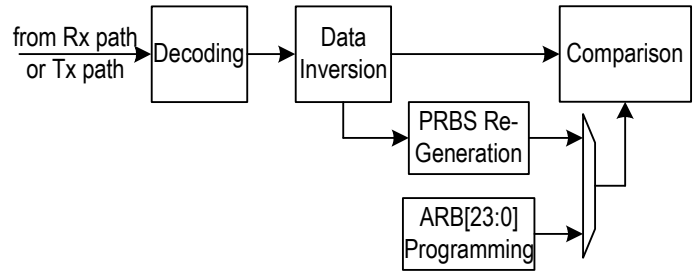 from Rx path
or Tx path
Decoding
Data
Inversion
Comparison
PRBS Re-
Generation
ARB[23:0]
Programming